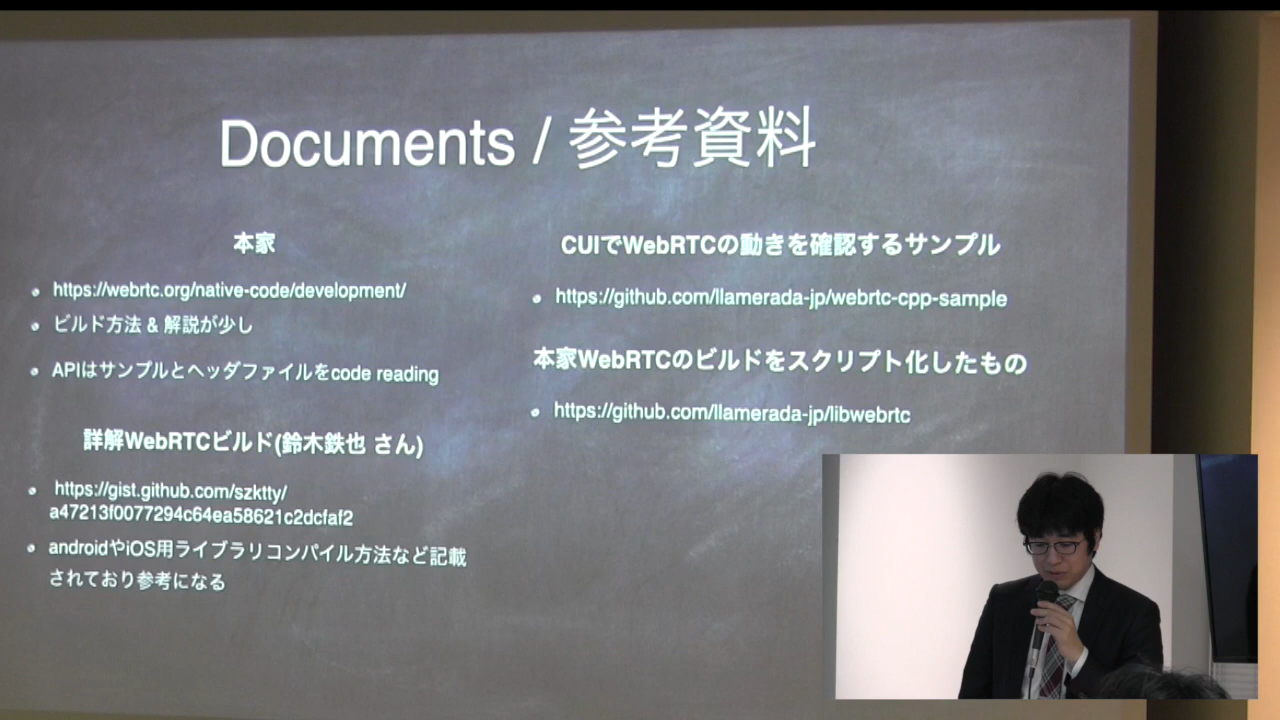 Documents / 参考資料
本家
https://webrtc.org/native-code/development/
ビルド方法 & 解説が少し
APIはサンプルとヘッダファイルをcode reading
詳解WebRTCビルド(鈴木鉄也 さん)
https://gist.github.com/szktty/
a47213f0077294c64ea58621c2dcfaf2
androidやiOS用ライブラリコンパイル方法など記載
されており参考になる
CUIでWebRTCの動きを確認するサンプル
https://github.com/llamerada-jp/webrtc-cpp-sample
本家WebRTCのビルドをスクリプト化したもの
https://github.com/llamerada-jp/libwebrtc